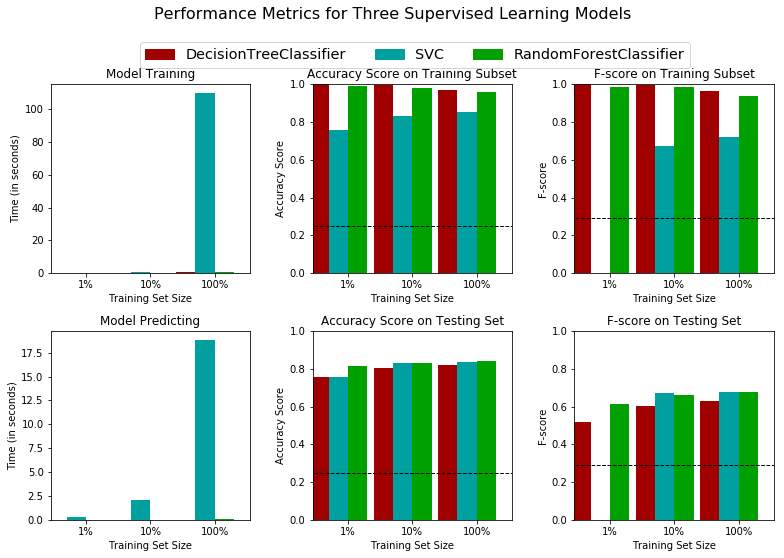 Performance Metrics for Three Supervised Learning Models
DecisionTreeClassifier SVC RandomForestClassifier
Model Training
Time (in seconds)
100
80
60
40
20
0
1% 10% 100%
Training Set Size
Accuracy Score on Training Subset
Accuracy Score
1.0
0.8
0.6
0.4
0.2
0.0
1% 10% 100%
Training Set Size
F-score on Training Subset
F-score
1.0
0.8
0.6
0.4
0.2
0.0
1% 10% 100%
Training Set Size
Model Predicting
Time (in seconds)
17.5
15.0
12.5
10.0
7.5
5.0
2.5
0.0
1% 10% 100%
Training Set Size
Accuracy Score on Testing Set
Accuracy Score
1.0
0.8
0.6
0.4
0.2
0.0
1% 10% 100%
Training Set Size
F-score on Testing Set
F-score
1.0
0.8
0.6
0.4
0.2
0.0
1% 10% 100%
Training Set Size